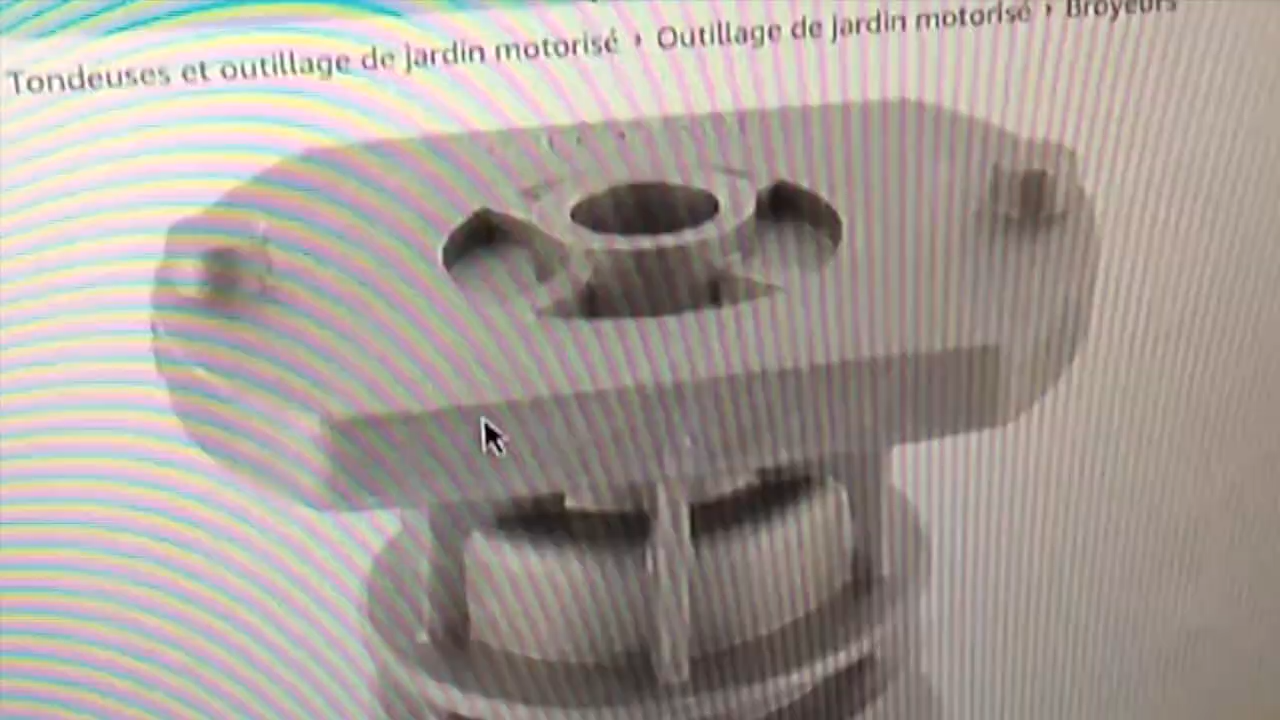 Tondeuses et outillage de jardin motorisé › Outillage de jardin motorisé › Broyeurs